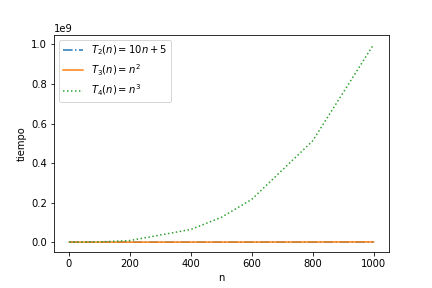 1e9
1.0
0.8
0.6
0.4
0.2
0.0
tiempo
T₂(n) = 10n + 5
T₃(n) = n²
T₄(n) = n³
0 200 400 600 800 1000
n